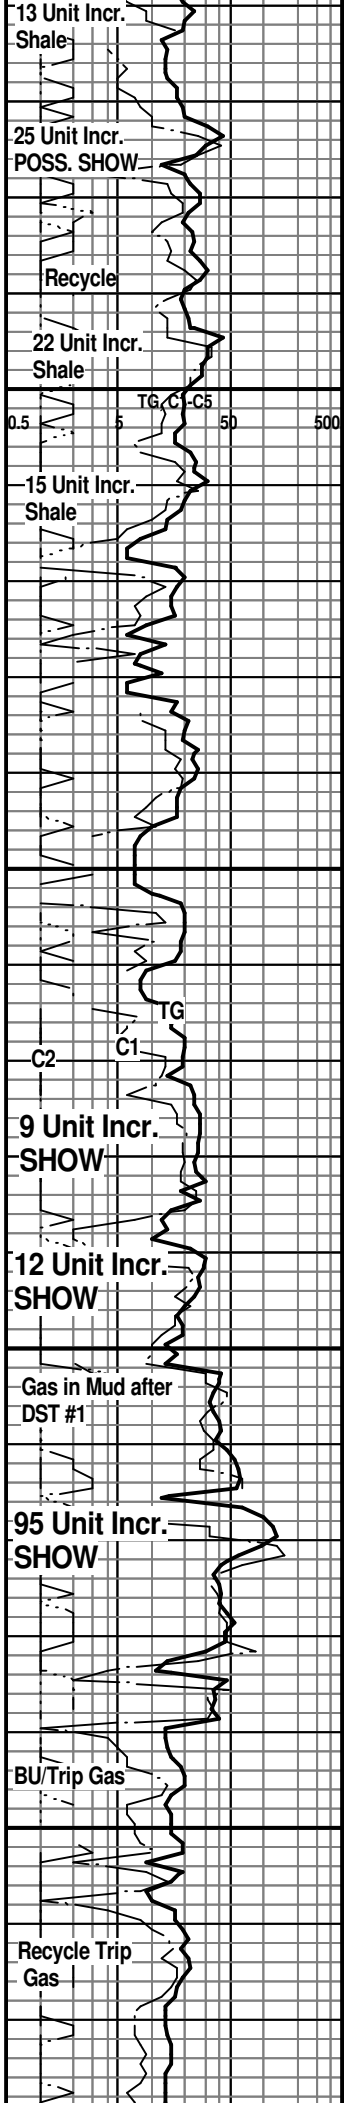 13 Unit Incr.
Shale
25 Unit Incr.
POSS. SHOW
Recycle
22 Unit Incr.
Shale
TG, C1-C5
0.5 5 50 500
15 Unit Incr.
Shale
TG
C1
C2
9 Unit Incr.
SHOW
12 Unit Incr.
SHOW
Gas in Mud after
DST #1
95 Unit Incr.
SHOW
BU/Trip Gas
Recycle Trip
Gas